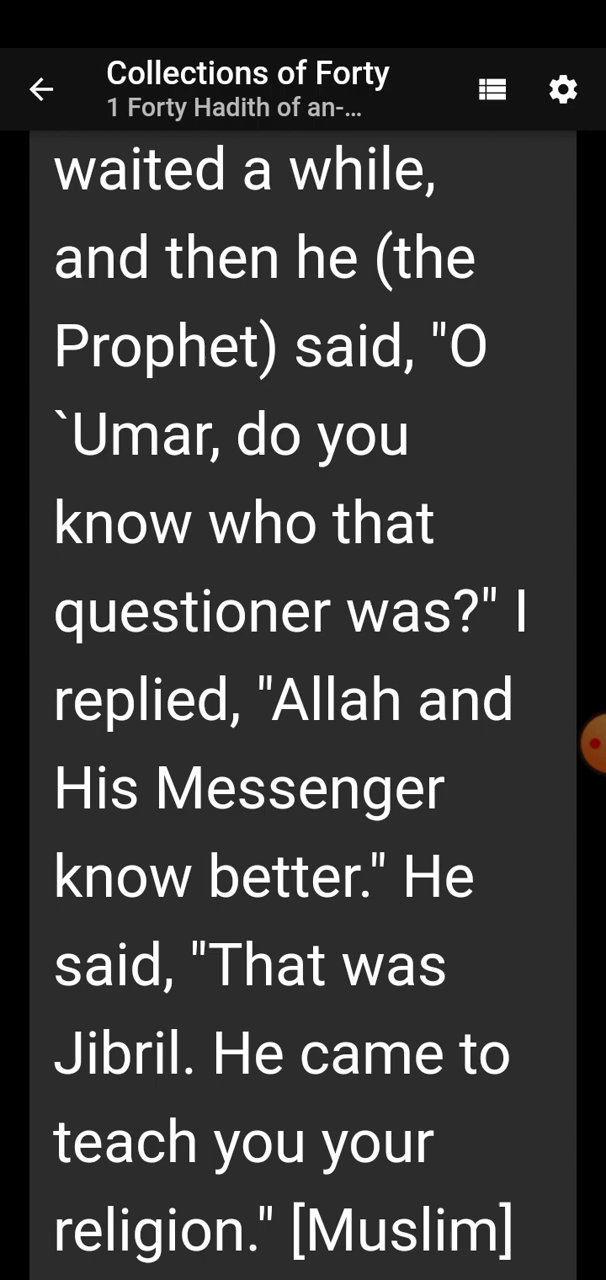 Collections of Forty
1 Forty Hadith of an-...
waited a while,
and then he (the
Prophet) said, "O
`Umar, do you
know who that
questioner was?" I
replied, "Allah and
His Messenger
know better." He
said, "That was
Jibril. He came to
teach you your
religion." [Muslim]